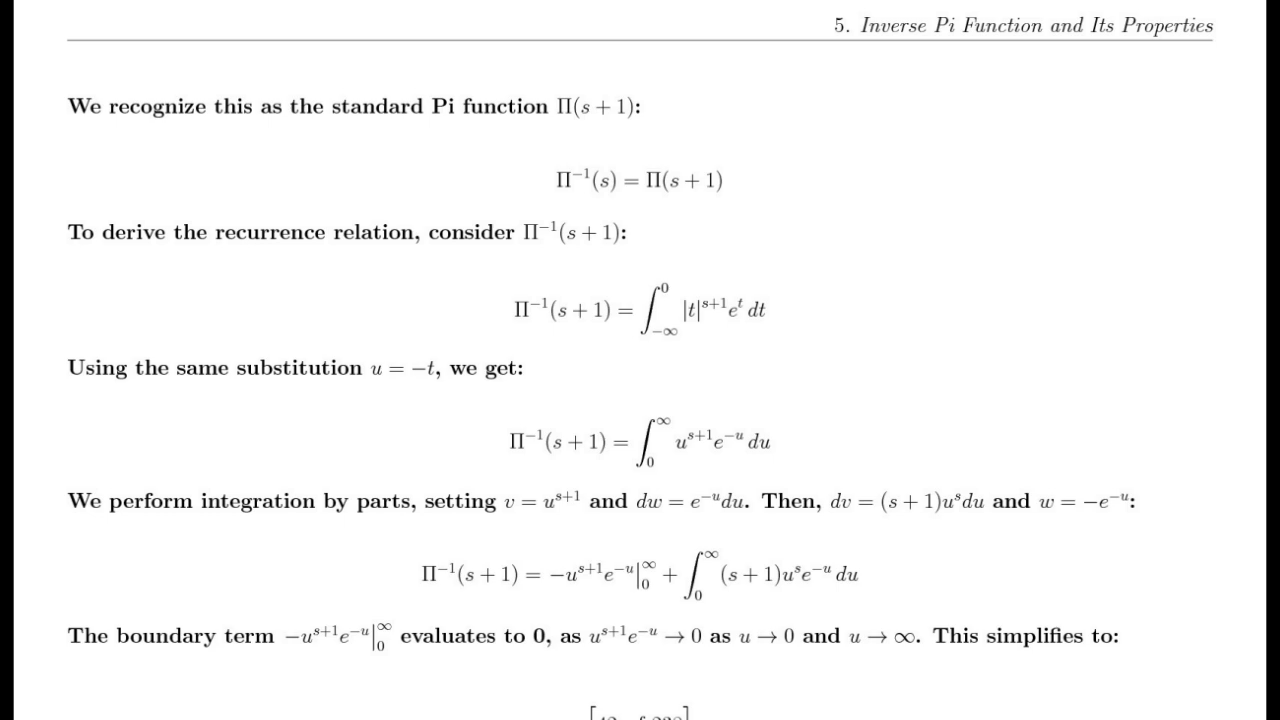 5. Inverse Pi Function and Its Properties
We recognize this as the standard Pi function Π(s + 1):
Π⁻¹(s) = Π(s + 1)
To derive the recurrence relation, consider Π⁻¹(s + 1):
Π⁻¹(s + 1) = ∫_{−∞}^{0} |t|^{s+1} e^{t} dt
Using the same substitution u = −t, we get:
Π⁻¹(s + 1) = ∫_{0}^{∞} u^{s+1} e^{−u} du
We perform integration by parts, setting v = u^{s+1} and dw = e^{−u}du. Then, dv = (s + 1)u^{s}du and w = −e^{−u}:
Π⁻¹(s + 1) = −u^{s+1}e^{−u}|_{0}^{∞} + ∫_{0}^{∞} (s + 1)u^{s}e^{−u} du
The boundary term −u^{s+1}e^{−u}|_{0}^{∞} evaluates to 0, as u^{s+1}e^{−u} → 0 as u → 0 and u → ∞. This simplifies to: